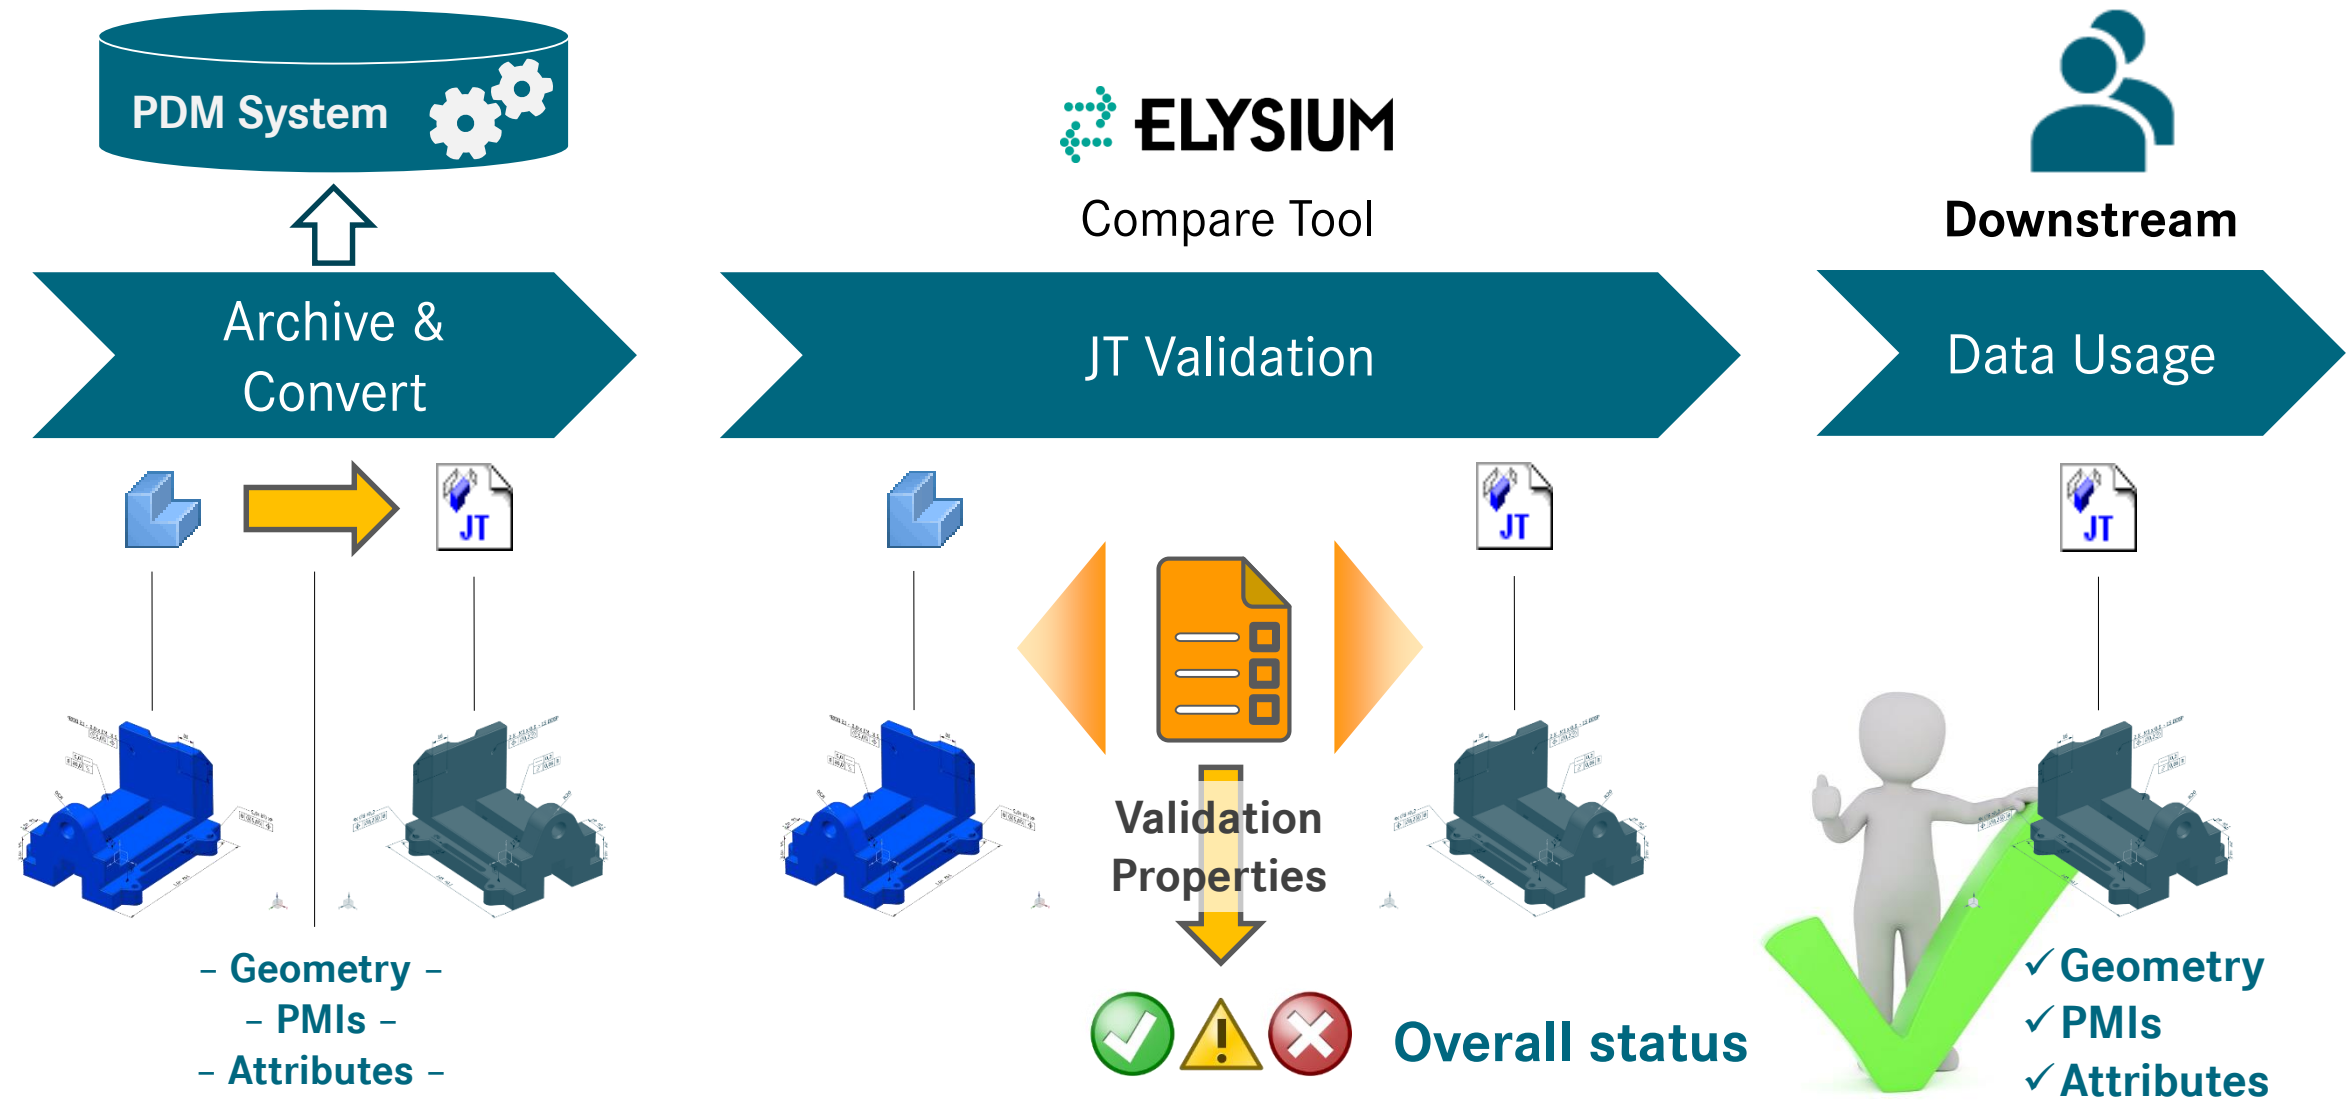 PDM System
ELYSIUM
Compare Tool
Downstream
Archive &
Convert
JT Validation
Data Usage
JT
JT
JT
Validation
Properties
– Geometry –
– PMIs –
– Attributes –
Overall status
✓ Geometry
✓ PMIs
✓ Attributes